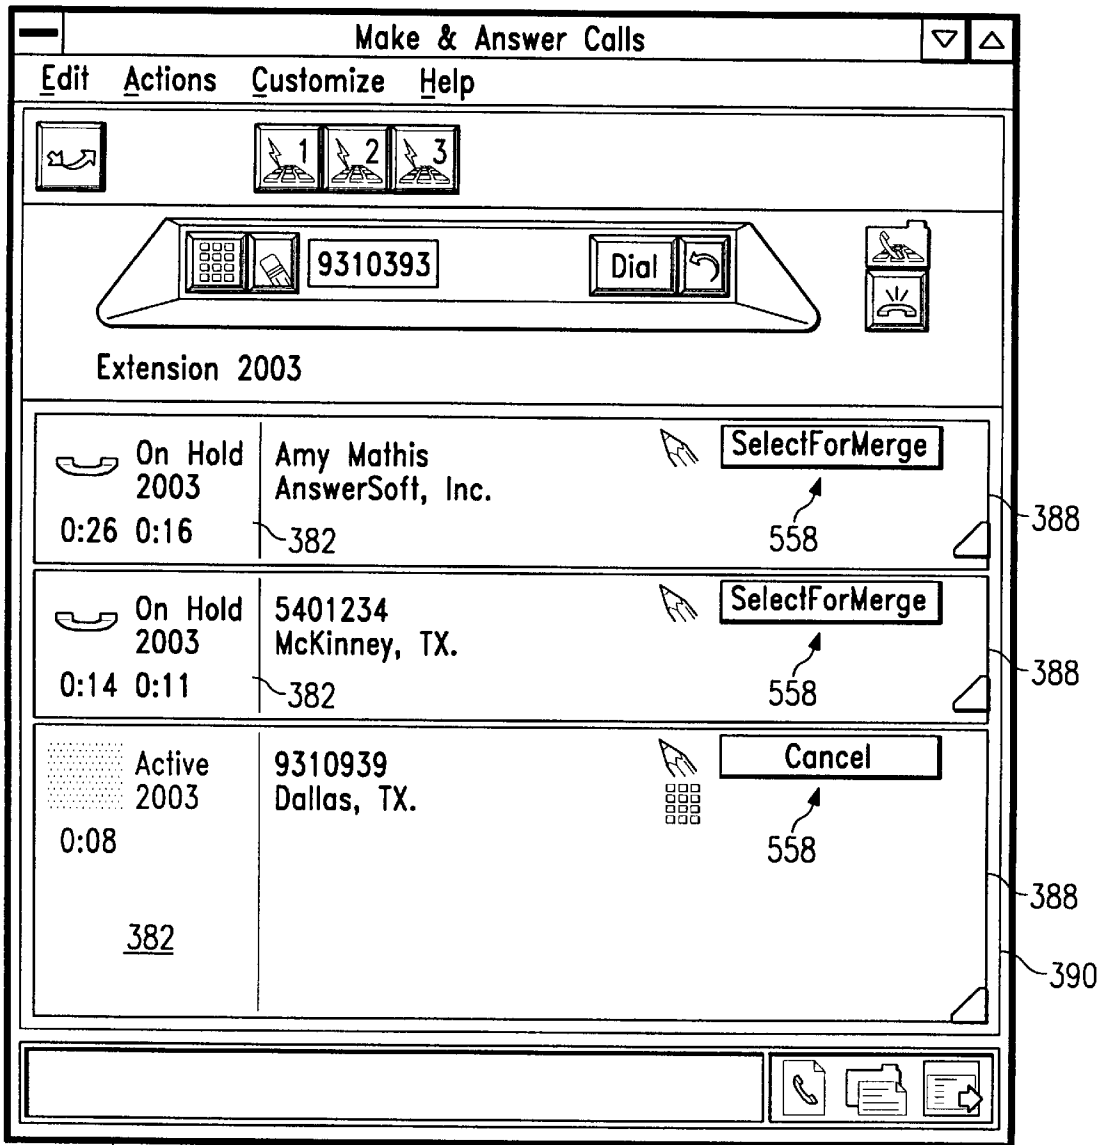 Make & Answer Calls
Edit Actions Customize Help
1 2 3
9310393 Dial
Extension 2003
On Hold
2003
0:26 0:16
382
Amy Mathis
AnswerSoft, Inc.
SelectForMerge
558
388
On Hold
2003
0:14 0:11
382
5401234
McKinney, TX.
SelectForMerge
558
388
Active
2003
0:08
382
9310939
Dallas, TX.
Cancel
558
388
390